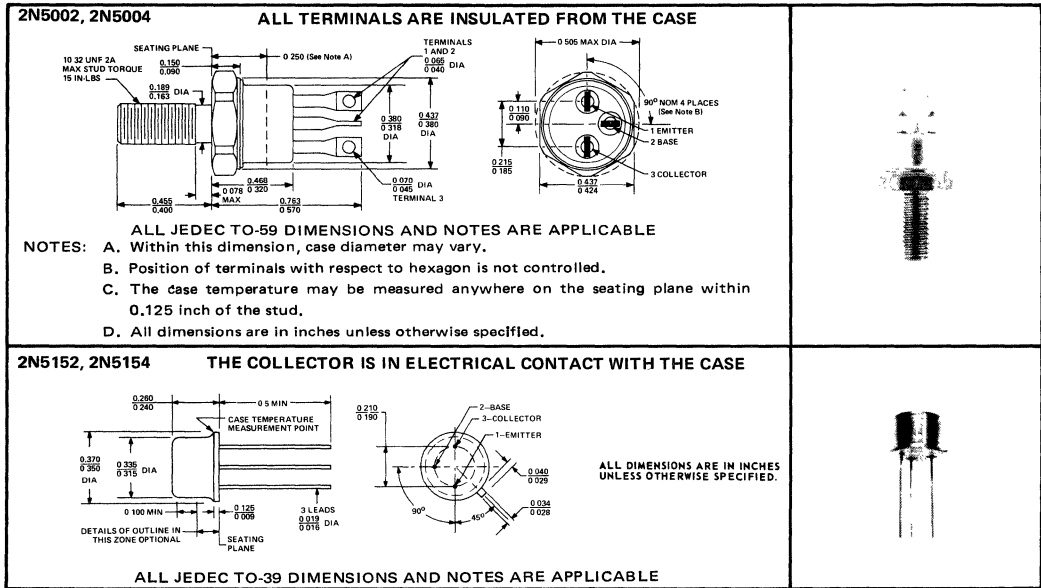 2N5002, 2N5004
ALL TERMINALS ARE INSULATED FROM THE CASE
SEATING PLANE
0 250 (See Note A)
TERMINALS
1 AND 2
0 065
0 040 DIA
10 32 UNF 2A
MAX STUD TORQUE
15 IN-LBS
0.150
0.090
0.189
0.163 DIA
0 380
0 318
DIA
0 437
0 380
DIA
0 070
0 045 DIA
TERMINAL 3
0.468
0 320
0 078
MAX
0.455
0.400
0.763
0 570
0 505 MAX DIA
90° NOM 4 PLACES
(See Note B)
0 110
0 090
1 EMITTER
2 BASE
0 215
0 185
3 COLLECTOR
0 437
0 424
ALL JEDEC TO-59 DIMENSIONS AND NOTES ARE APPLICABLE
NOTES: A. Within this dimension, case diameter may vary.
B. Position of terminals with respect to hexagon is not controlled.
C. The case temperature may be measured anywhere on the seating plane within
0.125 inch of the stud.
D. All dimensions are in inches unless otherwise specified.
2N5152, 2N5154
THE COLLECTOR IS IN ELECTRICAL CONTACT WITH THE CASE
0.260
0 240
0 5 MIN
CASE TEMPERATURE
MEASUREMENT POINT
0.370
0 350
DIA
0 335
0 315 DIA
0 100 MIN
0 125
0 009
3 LEADS
0 019
0 016 DIA
DETAILS OF OUTLINE IN
THIS ZONE OPTIONAL
SEATING
PLANE
0 210
0 190
2–BASE
3–COLLECTOR
1–EMITTER
0 040
0 029
0 034
0 028
90°
45°
ALL DIMENSIONS ARE IN INCHES
UNLESS OTHERWISE SPECIFIED.
ALL JEDEC TO-39 DIMENSIONS AND NOTES ARE APPLICABLE